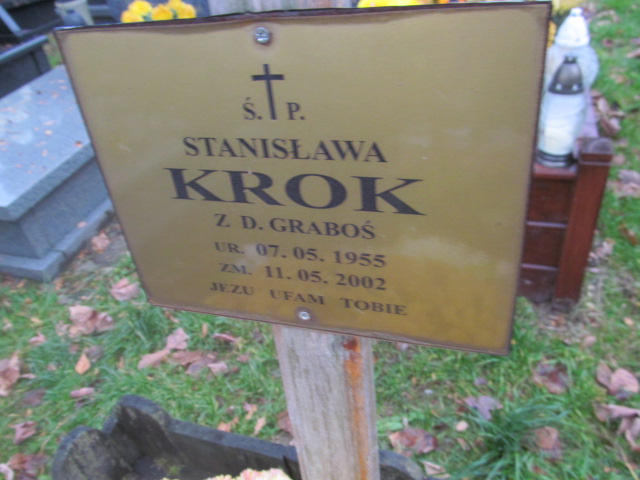 Ś. P.
STANISŁAWA
KROK
Z D. GRABOŚ
UR. 07. 05. 1955
ZM. 11. 05. 2002
JEZU UFAM TOBIE